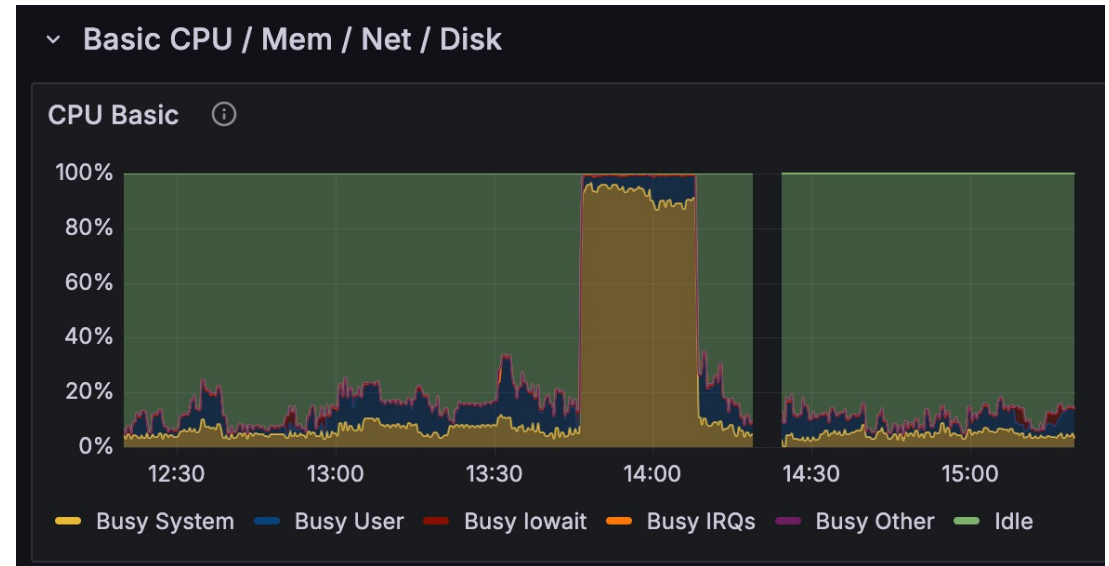 Basic CPU / Mem / Net / Disk
CPU Basic
100%
80%
60%
40%
20%
0%
12:30 13:00 13:30 14:00 14:30 15:00
Busy System Busy User Busy Iowait Busy IRQs Busy Other Idle